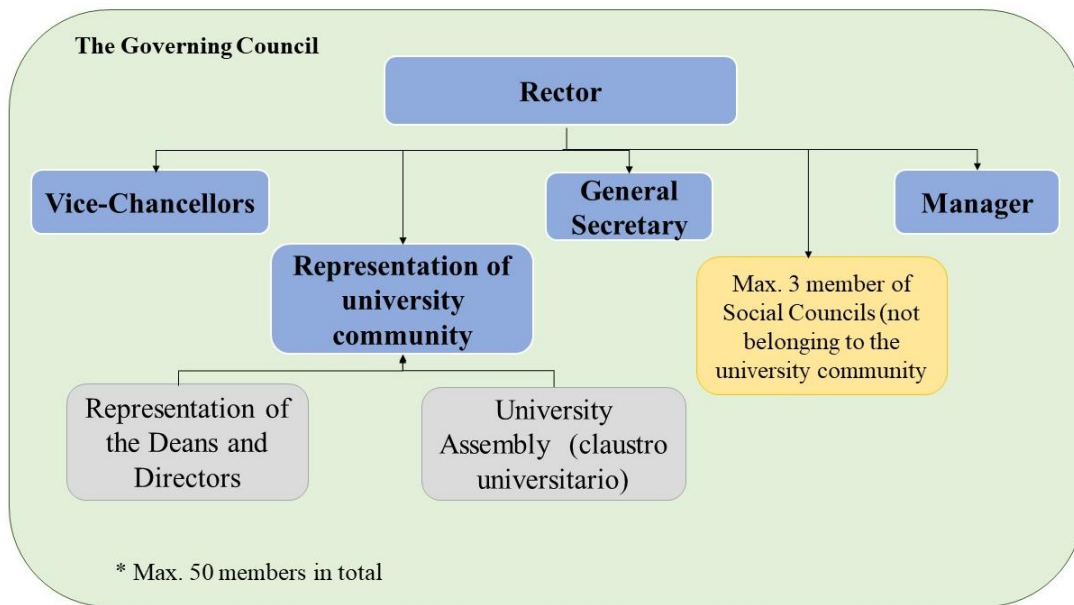 The Governing Council
Rector
Vice-Chancellors
General
Secretary
Manager
Representation of
university
community
Max. 3 member of
Social Councils (not
belonging to the
university community
Representation of
the Deans and
Directors
University
Assembly (claustro
universitario)
* Max. 50 members in total